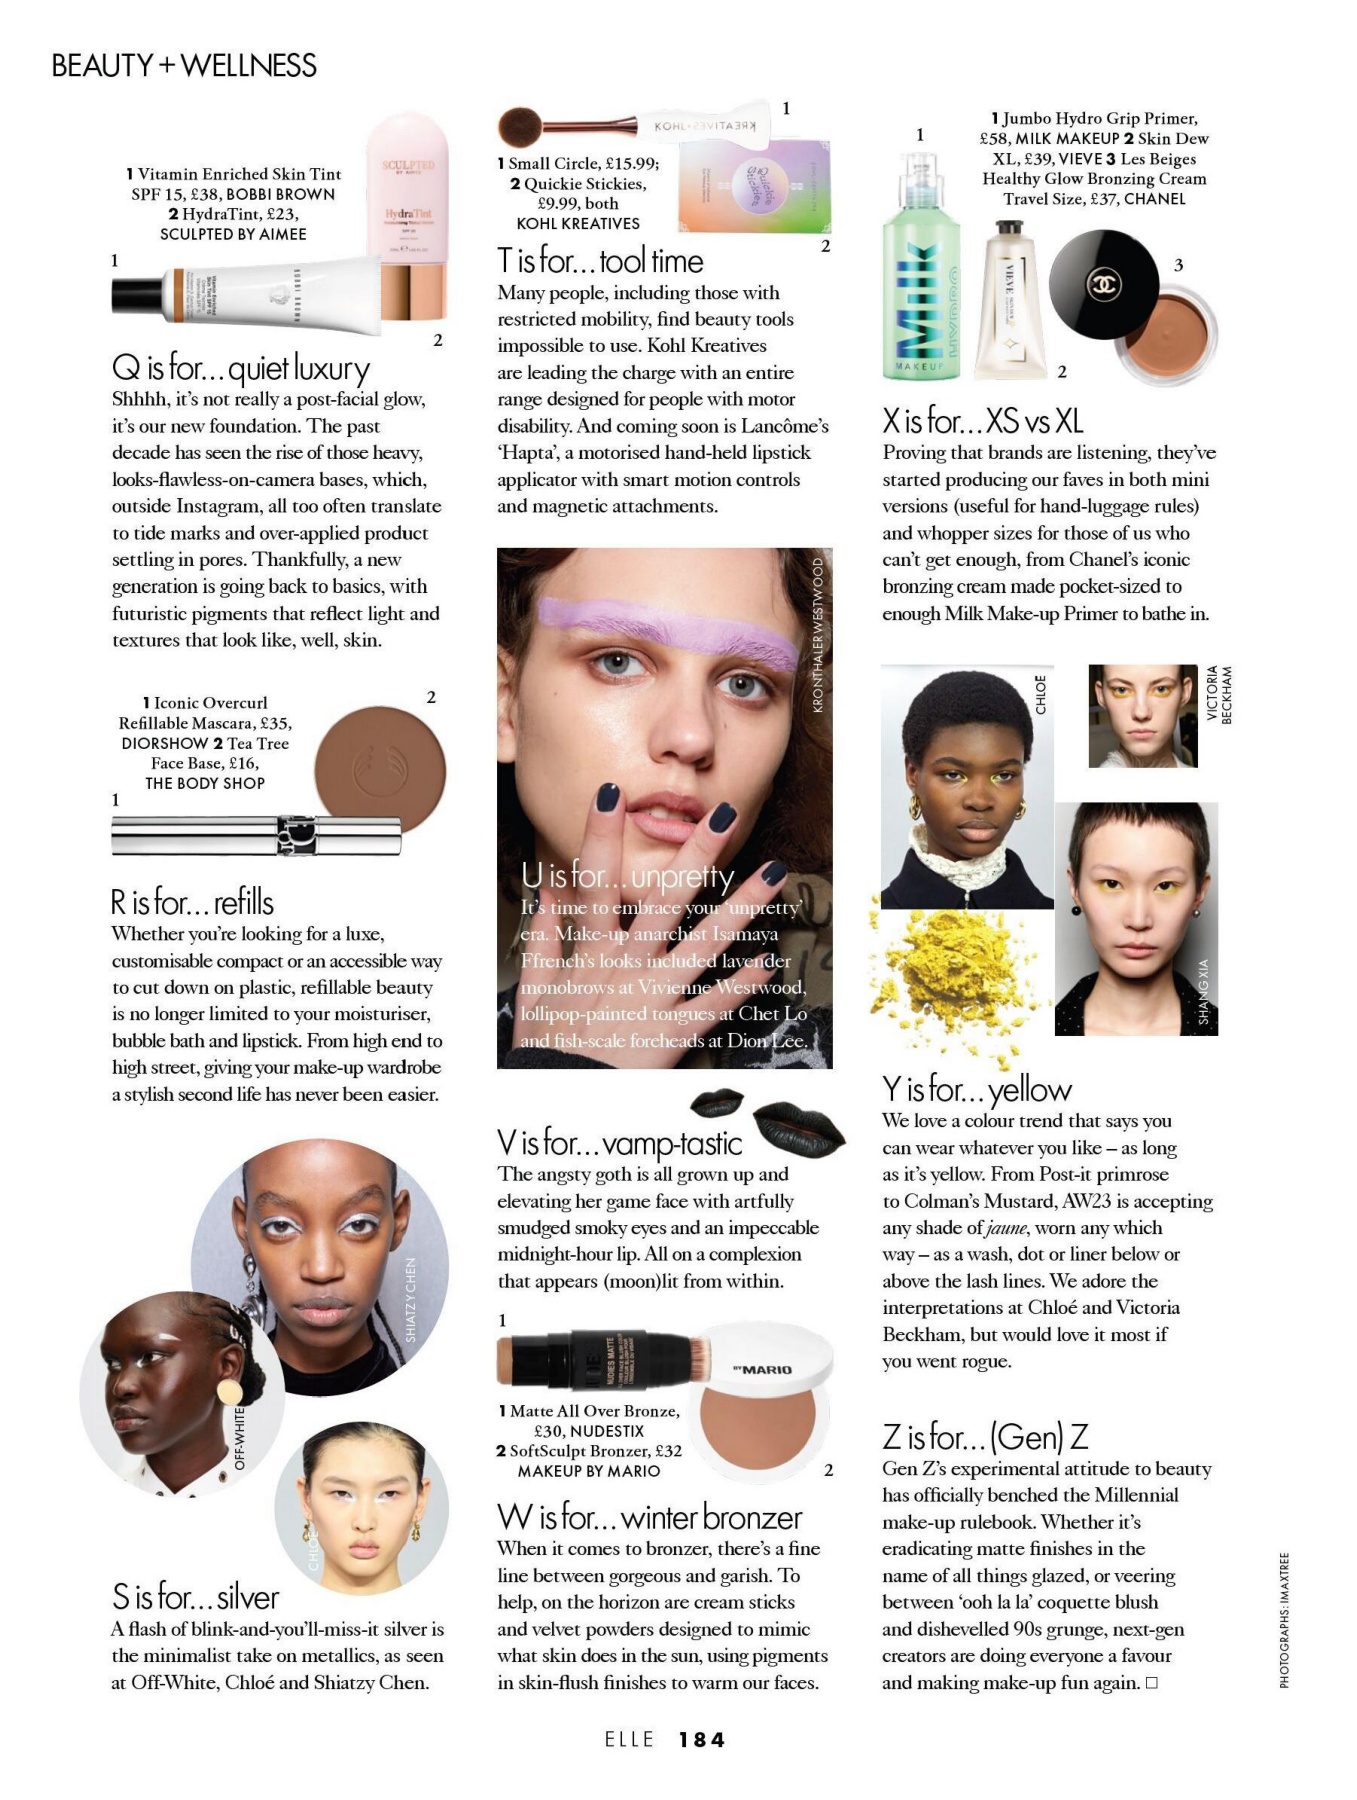 BEAUTY + WELLNESS
1 Vitamin Enriched Skin Tint
SPF 15, £38, BOBBI BROWN
2 HydraTint, £23,
SCULPTED BY AIMEE
SCULPTED
BY AIMEE
HydraTint
BOBBI BROWN
1
2
Q is for... quiet luxury
Shhhh, it's not really a post-facial glow,
it's our new foundation. The past
decade has seen the rise of those heavy,
looks-flawless-on-camera bases, which,
outside Instagram, all too often translate
to tide marks and over-applied product
settling in pores. Thankfully, a new
generation is going back to basics, with
futuristic pigments that reflect light and
textures that look like, well, skin.
1 Iconic Overcurl
Refillable Mascara, £35,
DIORSHOW 2 Tea Tree
Face Base, £16,
THE BODY SHOP
1
2
R is for... refills
Whether you're looking for a luxe,
customisable compact or an accessible way
to cut down on plastic, refillable beauty
is no longer limited to your moisturiser,
bubble bath and lipstick. From high end to
high street, giving your make-up wardrobe
a stylish second life has never been easier.
SHIATZY CHEN
OFF-WHITE
CHLOÉ
S is for... silver
A flash of blink-and-you'll-miss-it silver is
the minimalist take on metallics, as seen
at Off-White, Chloé and Shiatzy Chen.
KOHL KREATIVES
Quickie
Stickies
1
2
1 Small Circle, £15.99;
2 Quickie Stickies,
£9.99, both
KOHL KREATIVES
T is for... tool time
Many people, including those with
restricted mobility, find beauty tools
impossible to use. Kohl Kreatives
are leading the charge with an entire
range designed for people with motor
disability. And coming soon is Lancôme's
'Hapta', a motorised hand-held lipstick
applicator with smart motion controls
and magnetic attachments.
KRONTHALER WESTWOOD
U is for... unpretty
It's time to embrace your 'unpretty'
era. Make-up anarchist Isamaya
Ffrench's looks included lavender
monobrows at Vivienne Westwood,
lollipop-painted tongues at Chet Lo
and fish-scale foreheads at Dion Lee.
V is for... vamp-tastic
The angsty goth is all grown up and
elevating her game face with artfully
smudged smoky eyes and an impeccable
midnight-hour lip. All on a complexion
that appears (moon)lit from within.
1
NUDIES MATTE
BY MARIO
1 Matte All Over Bronze,
£30, NUDESTIX
2 SoftSculpt Bronzer, £32
MAKEUP BY MARIO
2
W is for... winter bronzer
When it comes to bronzer, there's a fine
line between gorgeous and garish. To
help, on the horizon are cream sticks
and velvet powders designed to mimic
what skin does in the sun, using pigments
in skin-flush finishes to warm our faces.
1 Jumbo Hydro Grip Primer,
£58, MILK MAKEUP 2 Skin Dew
XL, £39, VIEVE 3 Les Beiges
Healthy Glow Bronzing Cream
Travel Size, £37, CHANEL
1
2
3
Milk
MAKEUP
VIEVE
X is for... XS vs XL
Proving that brands are listening, they've
started producing our faves in both mini
versions (useful for hand-luggage rules)
and whopper sizes for those of us who
can't get enough, from Chanel's iconic
bronzing cream made pocket-sized to
enough Milk Make-up Primer to bathe in.
CHLOÉ
VICTORIA
BECKHAM
SHANG XIA
Y is for... yellow
We love a colour trend that says you
can wear whatever you like – as long
as it's yellow. From Post-it primrose
to Colman's Mustard, AW23 is accepting
any shade of jaune, worn any which
way – as a wash, dot or liner below or
above the lash lines. We adore the
interpretations at Chloé and Victoria
Beckham, but would love it most if
you went rogue.
Z is for... (Gen) Z
Gen Z's experimental attitude to beauty
has officially benched the Millennial
make-up rulebook. Whether it's
eradicating matte finishes in the
name of all things glazed, or veering
between 'ooh la la' coquette blush
and dishevelled 90s grunge, next-gen
creators are doing everyone a favour
and making make-up fun again. □
PHOTOGRAPHS: IMAXTREE
ELLE 184